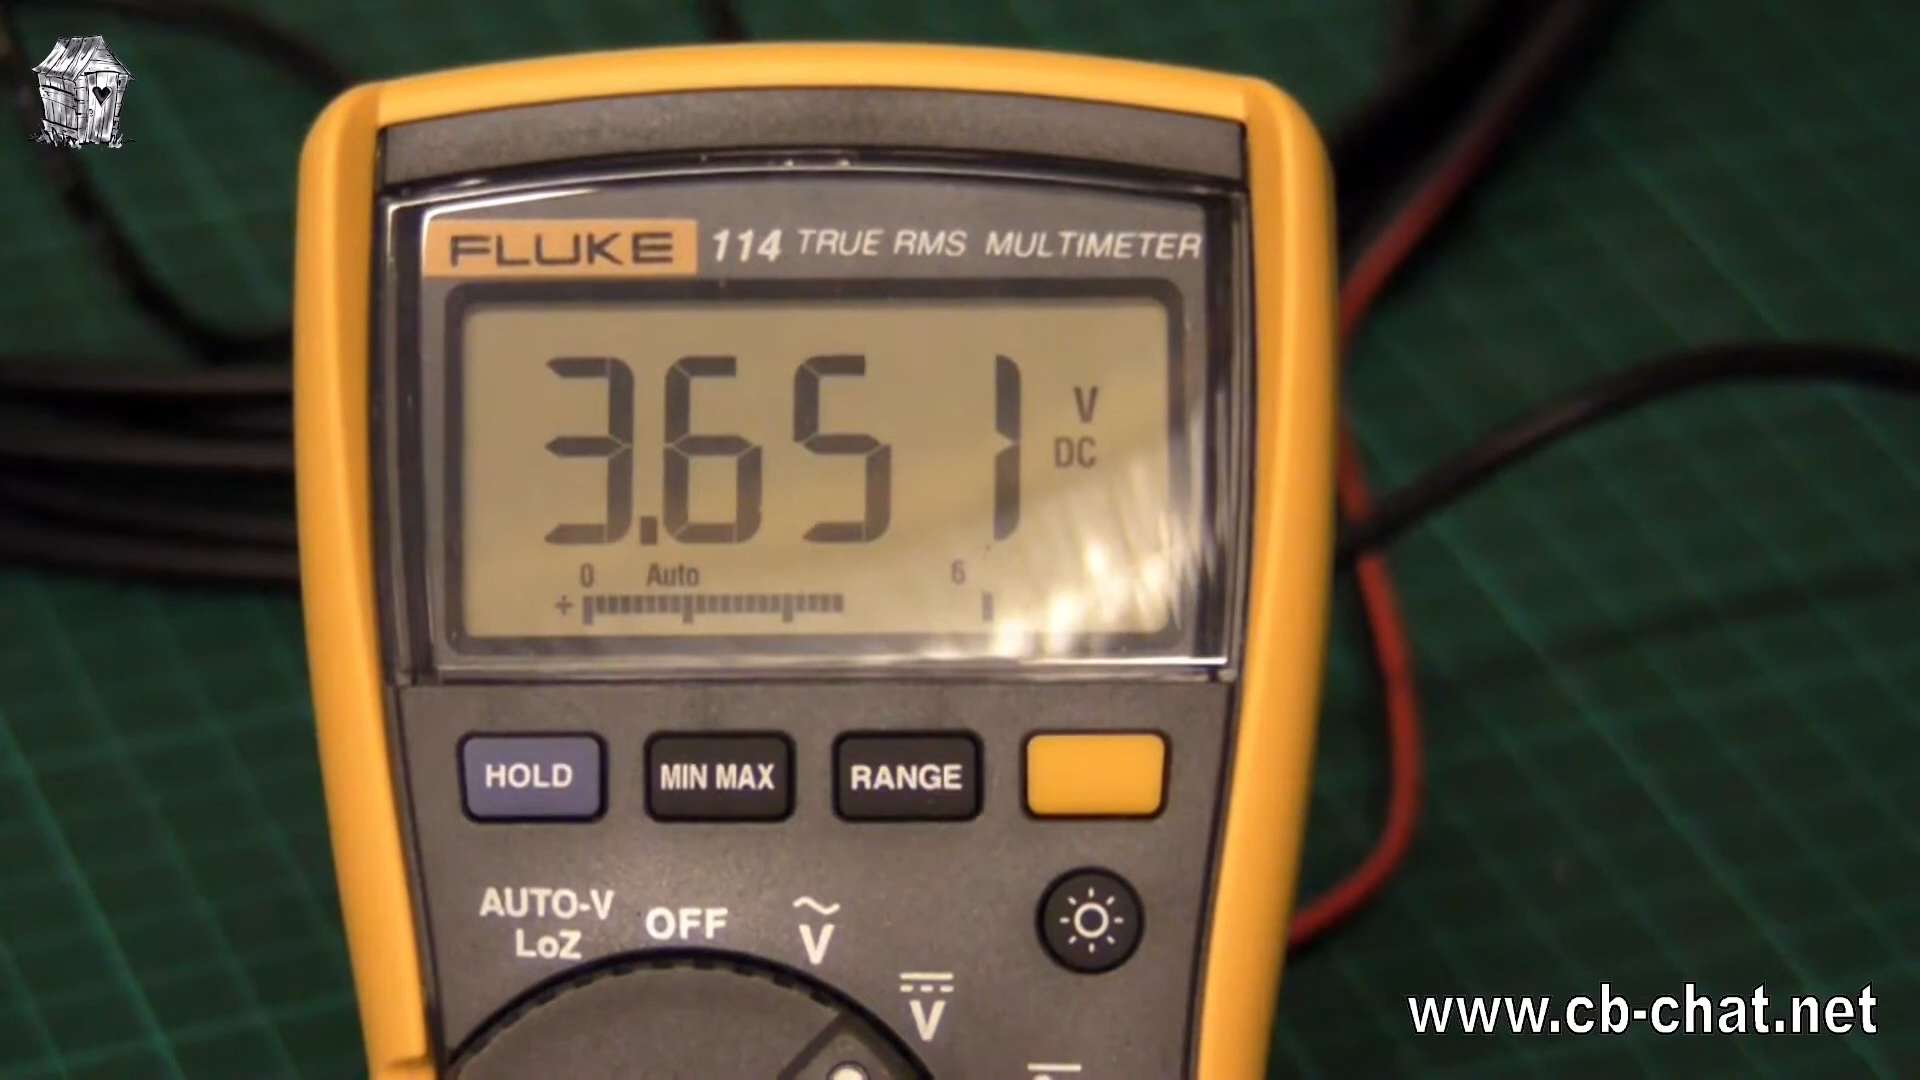 FLUKE 114 TRUE RMS MULTIMETER
3.651 V
DC
0 Auto 6
+
HOLD MIN MAX RANGE
AUTO-V
LoZ
OFF
V
V
www.cb-chat.net